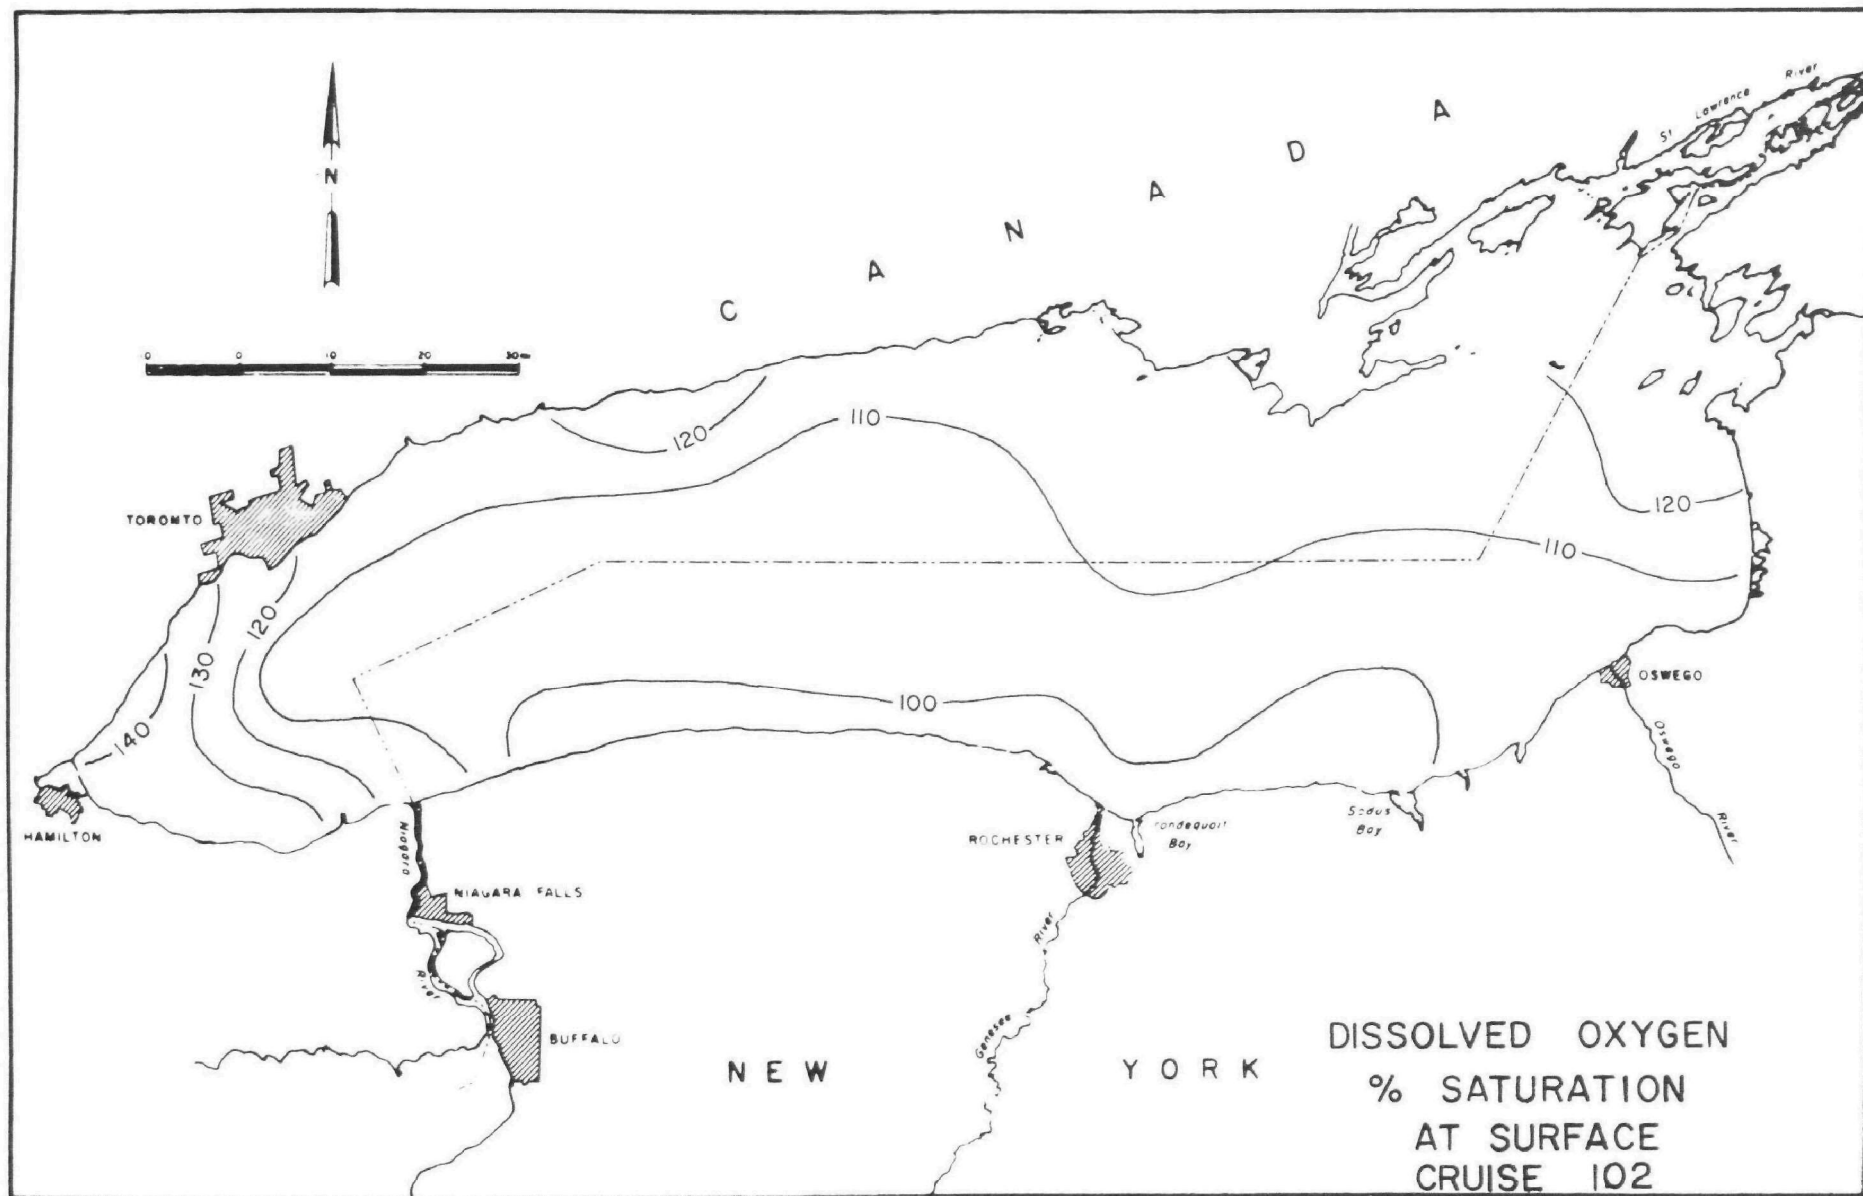 St Lawrence River
C A N A D A
N
0 0 10 20 30
120
110
120
TORONTO
110
120
130
140
100
OSWEGO
Oswego River
HAMILTON
Niagara River
NIAGARA FALLS
ROCHESTER
Bay
Sodus
Bay
Genesee River
BUFFALO
NEW YORK
DISSOLVED OXYGEN
% SATURATION
AT SURFACE
CRUISE 102